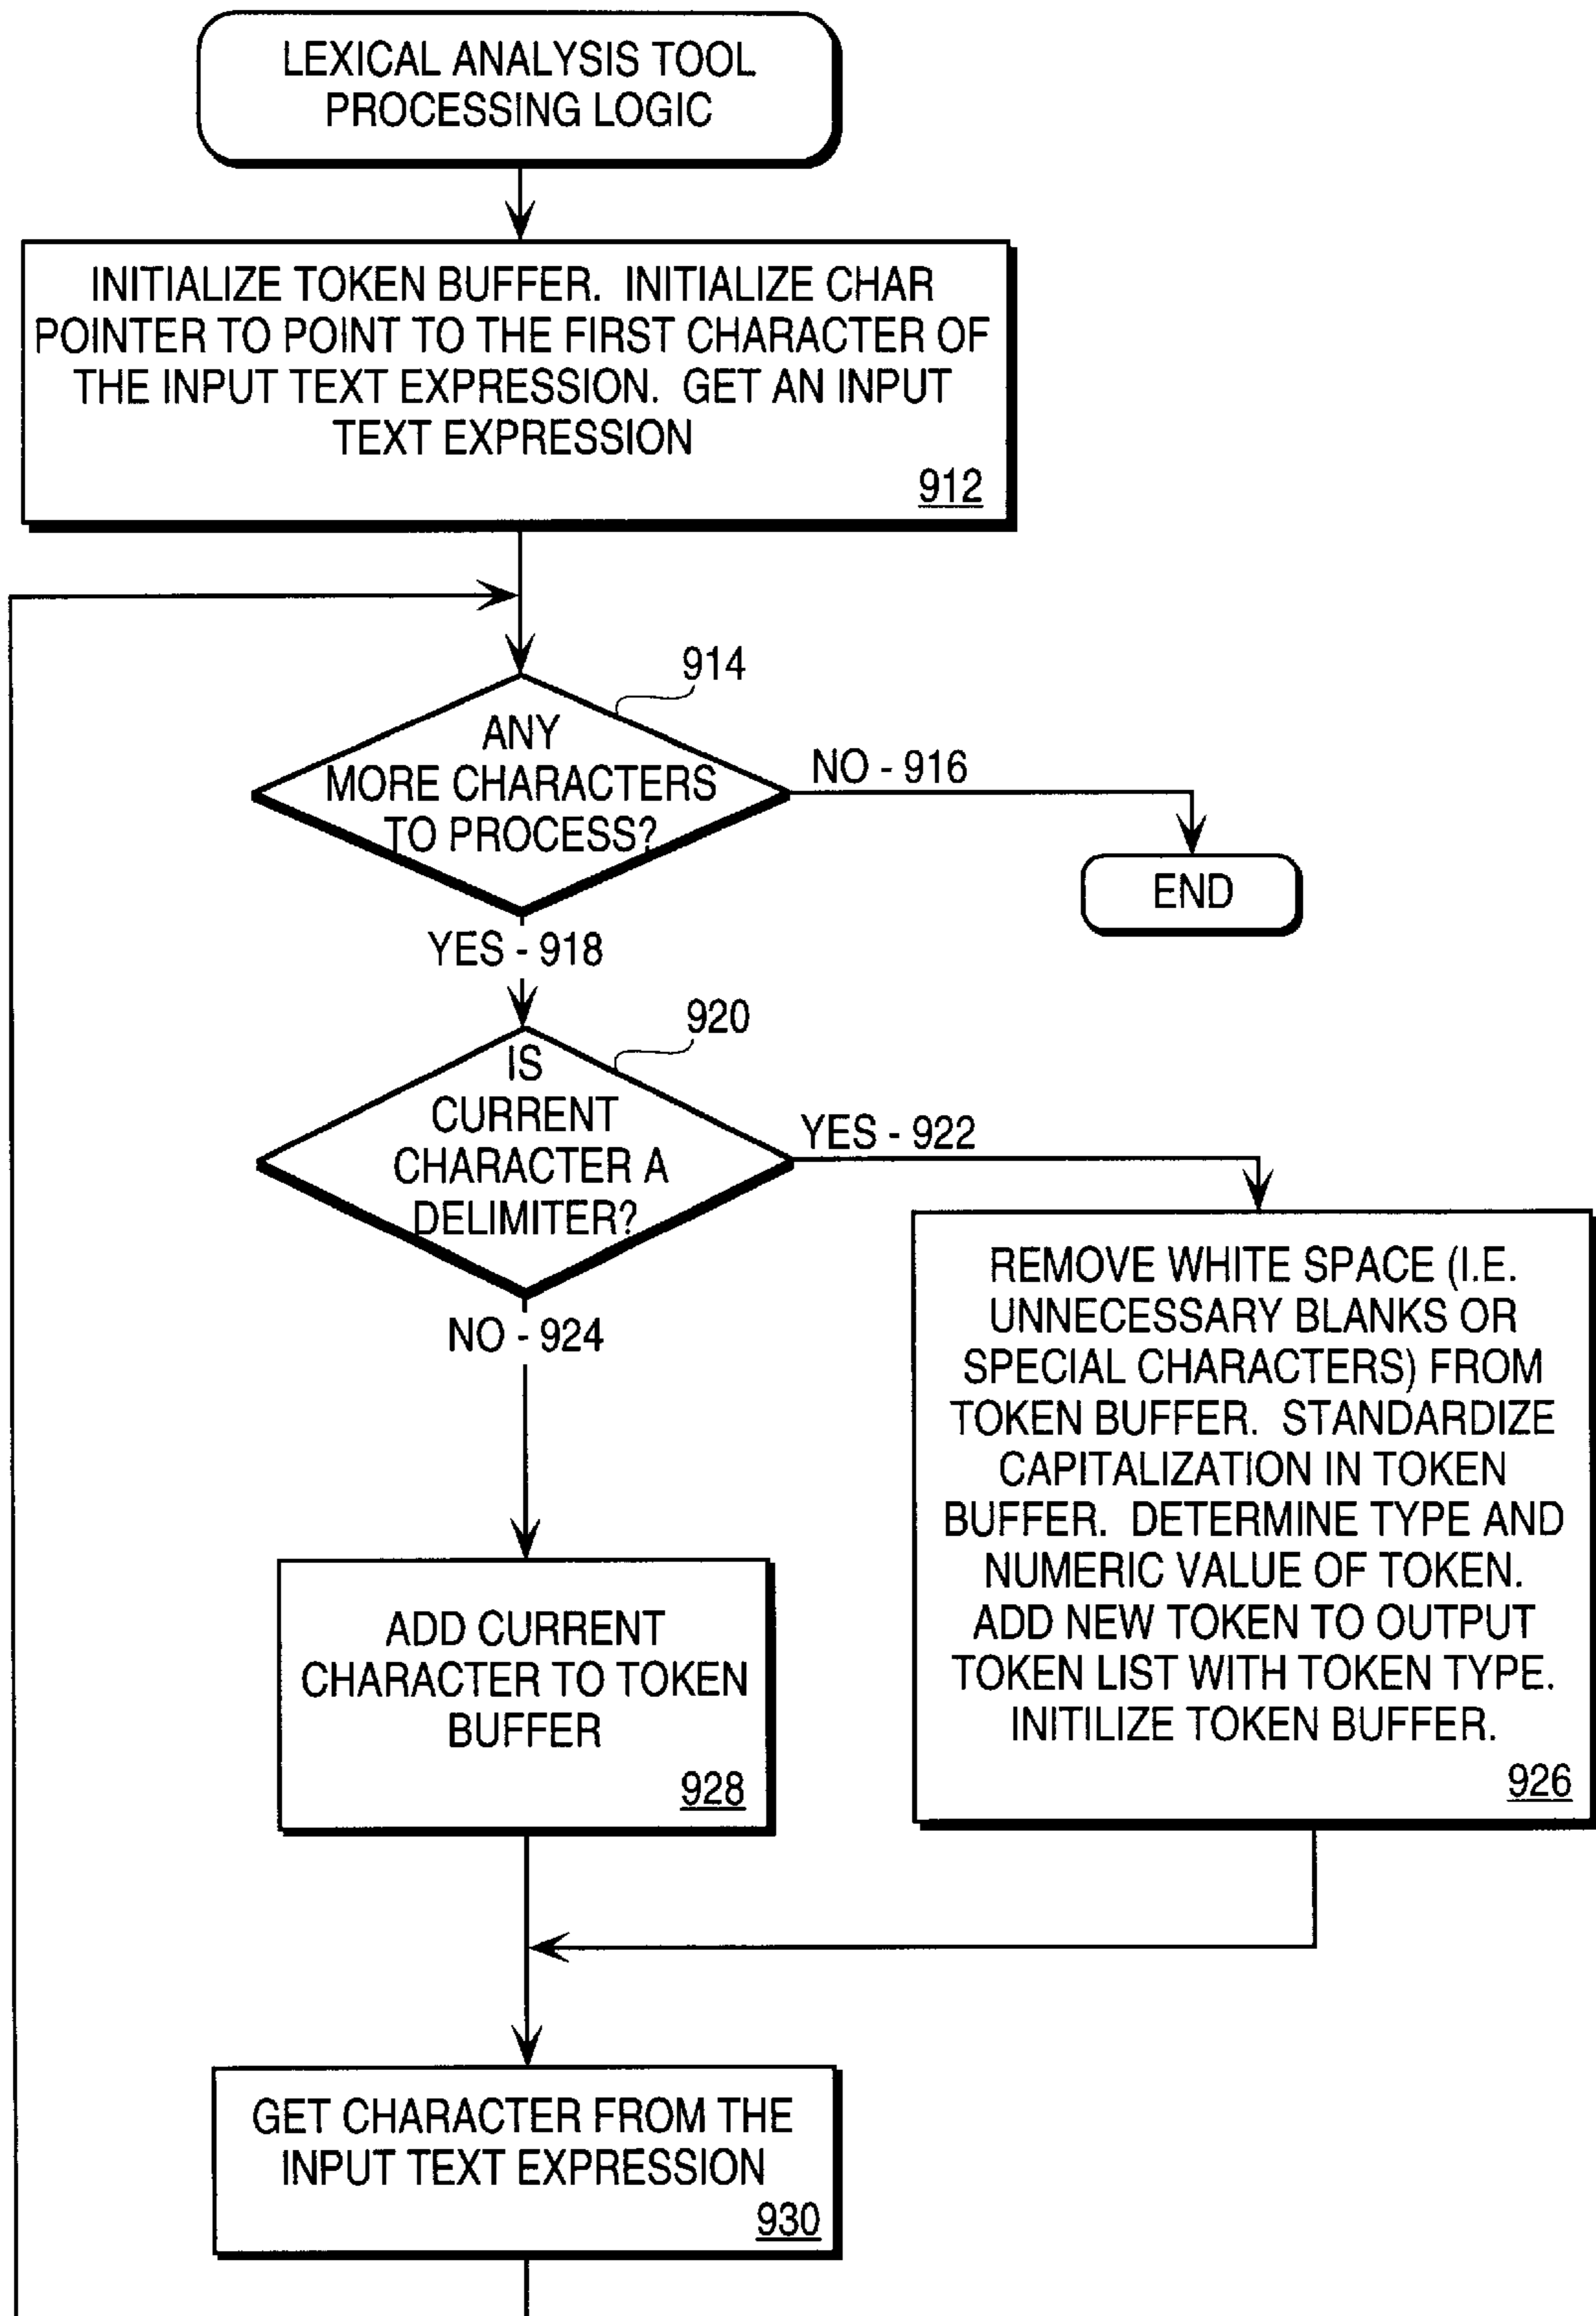 LEXICAL ANALYSIS TOOL
PROCESSING LOGIC
INITIALIZE TOKEN BUFFER. INITIALIZE CHAR
POINTER TO POINT TO THE FIRST CHARACTER OF
THE INPUT TEXT EXPRESSION. GET AN INPUT
TEXT EXPRESSION
912
914
ANY
MORE CHARACTERS
TO PROCESS?
NO - 916
END
YES - 918
920
IS
CURRENT
CHARACTER A
DELIMITER?
YES - 922
NO - 924
REMOVE WHITE SPACE (I.E.
UNNECESSARY BLANKS OR
SPECIAL CHARACTERS) FROM
TOKEN BUFFER. STANDARDIZE
CAPITALIZATION IN TOKEN
BUFFER. DETERMINE TYPE AND
NUMERIC VALUE OF TOKEN.
ADD NEW TOKEN TO OUTPUT
TOKEN LIST WITH TOKEN TYPE.
INITILIZE TOKEN BUFFER.
926
ADD CURRENT
CHARACTER TO TOKEN
BUFFER
928
GET CHARACTER FROM THE
INPUT TEXT EXPRESSION
930